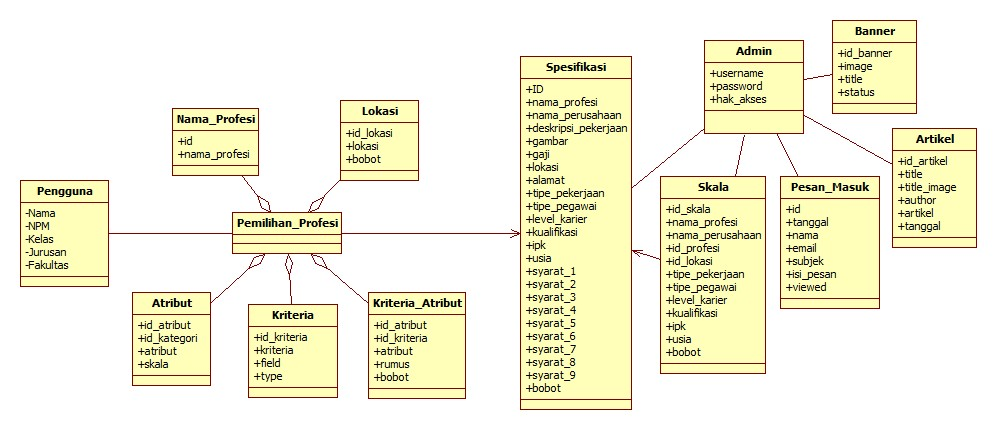 Pengguna
-Nama
-NPM
-Kelas
-Jurusan
-Fakultas
Nama_Profesi
+id
+nama_profesi
Lokasi
+id_lokasi
+lokasi
+bobot
Pemilihan_Profesi
Atribut
+id_atribut
+id_kategori
+atribut
+skala
Kriteria
+id_kriteria
+kriteria
+field
+type
Kriteria_Atribut
+id_atribut
+id_kriteria
+atribut
+rumus
+bobot
Spesifikasi
+ID
+nama_profesi
+nama_perusahaan
+deskripsi_pekerjaan
+gambar
+gaji
+lokasi
+alamat
+tipe_pekerjaan
+tipe_pegawai
+level_karier
+kualifikasi
+ipk
+usia
+syarat_1
+syarat_2
+syarat_3
+syarat_4
+syarat_5
+syarat_6
+syarat_7
+syarat_8
+syarat_9
+bobot
Admin
+username
+password
+hak_akses
Banner
+id_banner
+image
+title
+status
Skala
+id_skala
+nama_profesi
+nama_perusahaan
+id_profesi
+id_lokasi
+tipe_pekerjaan
+tipe_pegawai
+level_karier
+kualifikasi
+ipk
+usia
+bobot
Pesan_Masuk
+id
+tanggal
+nama
+email
+subjek
+isi_pesan
+viewed
Artikel
+id_artikel
+title
+title_image
+author
+artikel
+tanggal